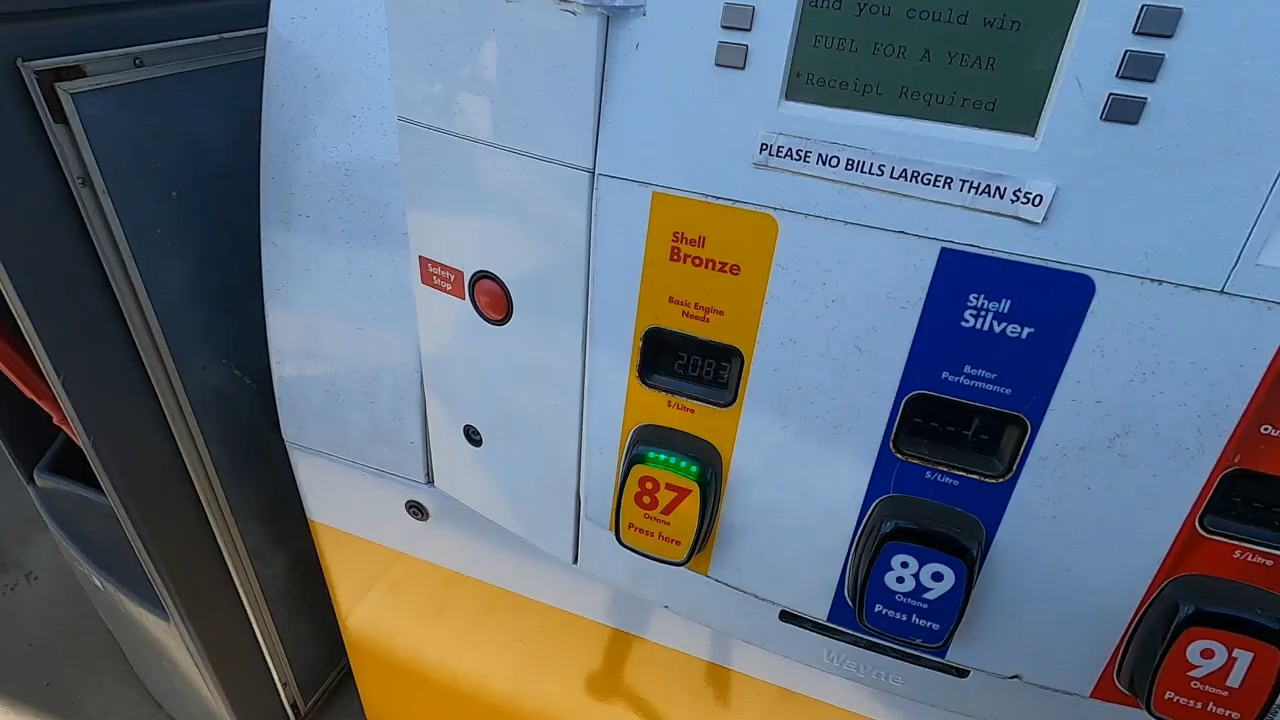 and you could win
FUEL FOR A YEAR
*Receipt Required
PLEASE NO BILLS LARGER THAN $50
Safety
Stop
Shell
Bronze
Basic Engine
Needs
2083
$/Litre
87
Octane
Press here
Shell
Silver
Better
Performance
$/Litre
89
Octane
Press here
Wayne
Ou
$/Litre
91
Octane
Press here